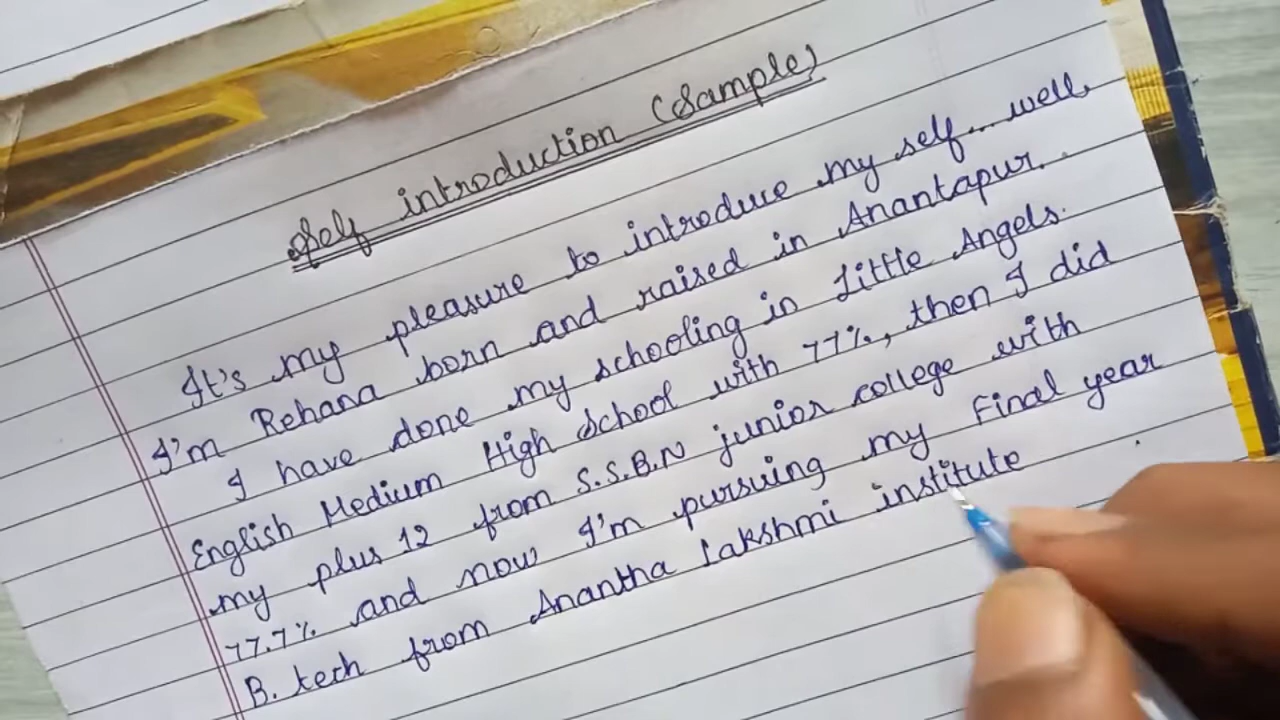 Self introduction (Sample)
It's my pleasure to introduce my self... well
I'm Rehana born and raised in Anantapur.
I have done my schooling in Little Angels.
English Medium High School with 77%, then I did
my plus 12 from S.S.B.N junior college with
77.7% and now I'm pursuing my Final year
B. tech from Anantha Lakshmi institute